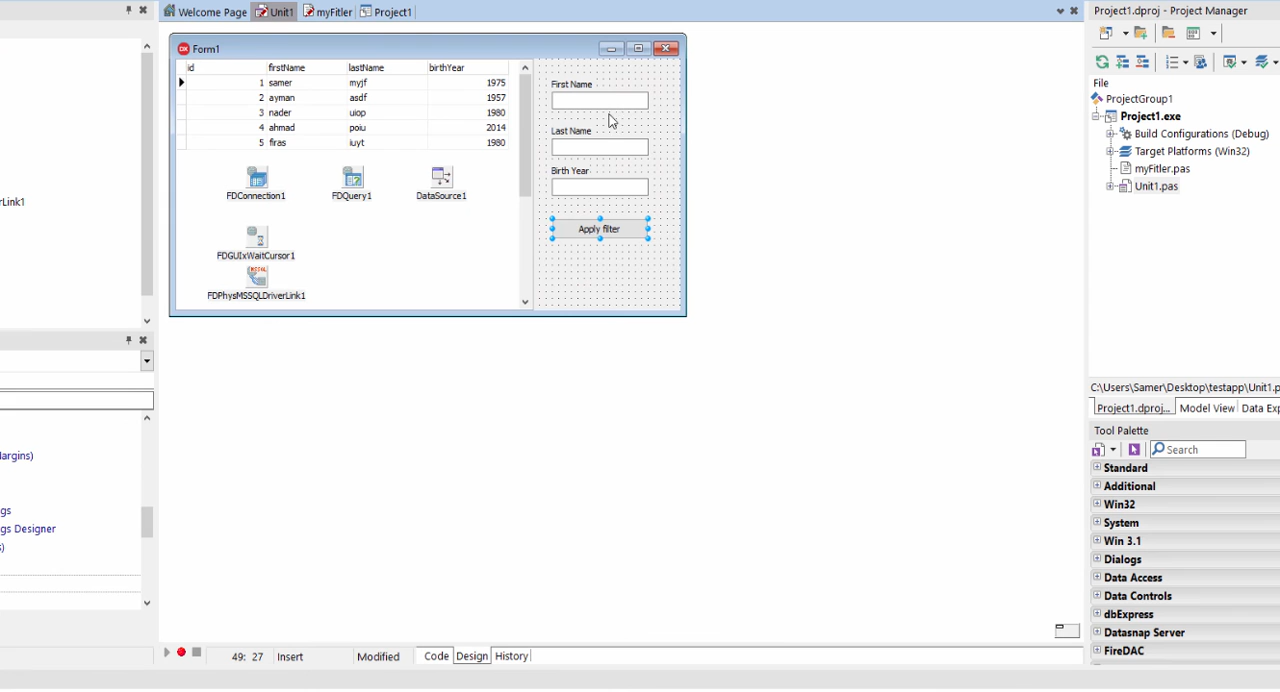 Welcome Page Unit1 myFitler Project1
Form1
id firstName lastName birthYear
1 samer myjf 1975
2 ayman asdf 1957
3 nader uiop 1980
4 ahmad poiu 2014
5 firas iuyt 1980
FDConnection1 FDQuery1 DataSource1
FDGUIxWaitCursor1
MSSQL
FDPhysMSSQLDriverLink1
First Name
Last Name
Birth Year
Apply filter
Link1
argins)
gs
gs Designer
49: 27 Insert Modified Code Design History
Project1.dproj - Project Manager
File
ProjectGroup1
Project1.exe
Build Configurations (Debug)
Target Platforms (Win32)
myFitler.pas
Unit1.pas
C:\Users\Samer\Desktop\testapp\Unit1.p
Project1.dproj... Model View Data Exp
Tool Palette
Search
Standard
Additional
Win32
System
Win 3.1
Dialogs
Data Access
Data Controls
dbExpress
Datasnap Server
FireDAC